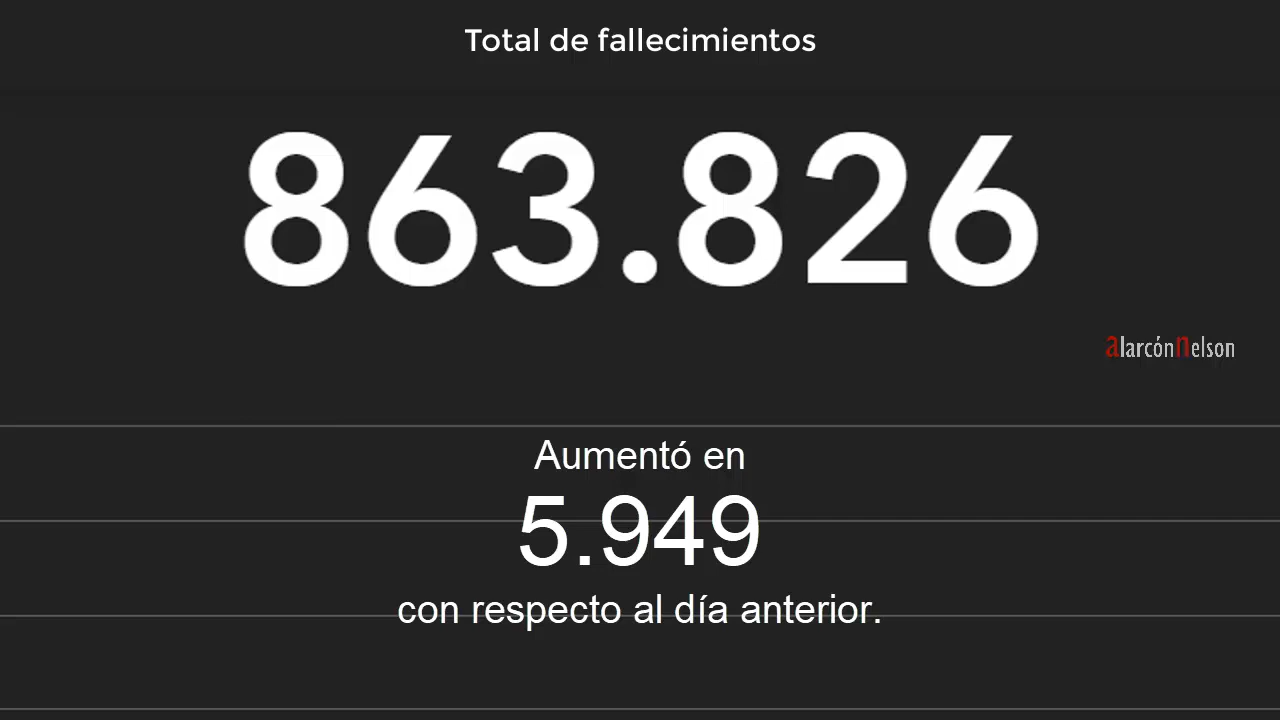 Total de fallecimientos
863.826
alarcónnelson
Aumentó en
5.949
con respecto al día anterior.